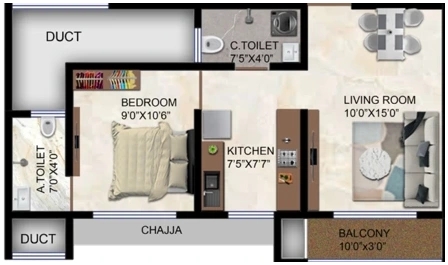 DUCT
C.TOILET
7'5"X4'0"
BEDROOM
9'0"X10'6"
LIVING ROOM
10'0"X15'0"
A.TOILET
7'0"X4'0"
KITCHEN
7'5"X7'7"
DUCT
CHAJJA
BALCONY
10'0"x3'0"